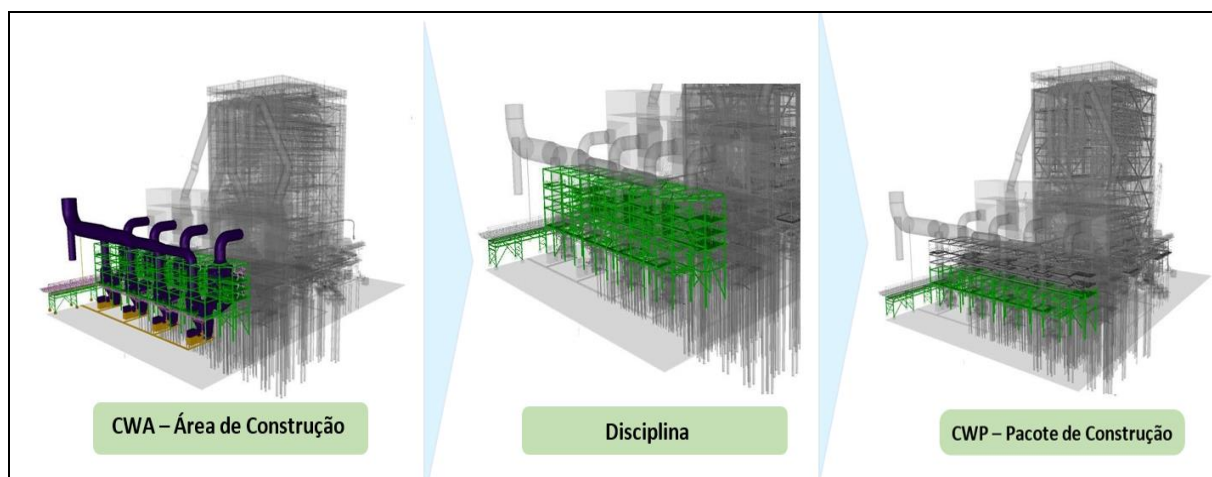 CWA – Área de Construção
Disciplina
CWP – Pacote de Construção